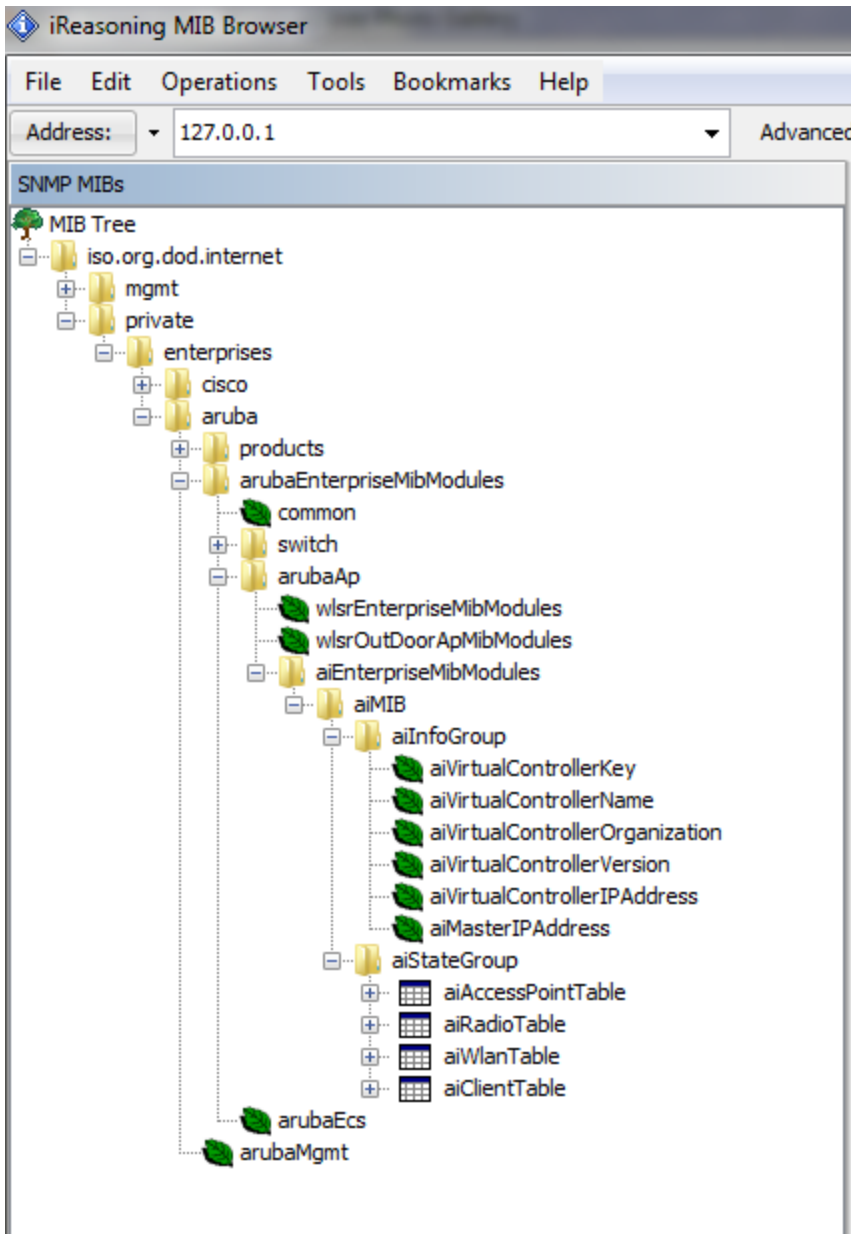 iReasoning MIB Browser
File Edit Operations Tools Bookmarks Help
Address: 127.0.0.1 Advanced
SNMP MIBs
MIB Tree
iso.org.dod.internet
mgmt
private
enterprises
cisco
aruba
products
arubaEnterpriseMibModules
common
switch
arubaAp
wlsrEnterpriseMibModules
wlsrOutDoorApMibModules
aiEnterpriseMibModules
aiMIB
aiInfoGroup
aiVirtualControllerKey
aiVirtualControllerName
aiVirtualControllerOrganization
aiVirtualControllerVersion
aiVirtualControllerIPAddress
aiMasterIPAddress
aiStateGroup
aiAccessPointTable
aiRadioTable
aiWlanTable
aiClientTable
arubaEcs
arubaMgmt